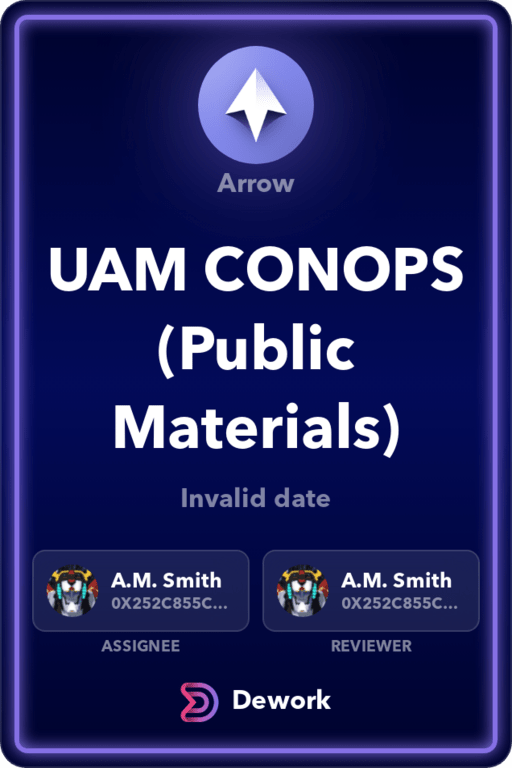 Arrow
UAM CONOPS
(Public
Materials)
Invalid date
A.M. Smith
0X252C855C...
ASSIGNEE
A.M. Smith
0X252C855C...
REVIEWER
Dework